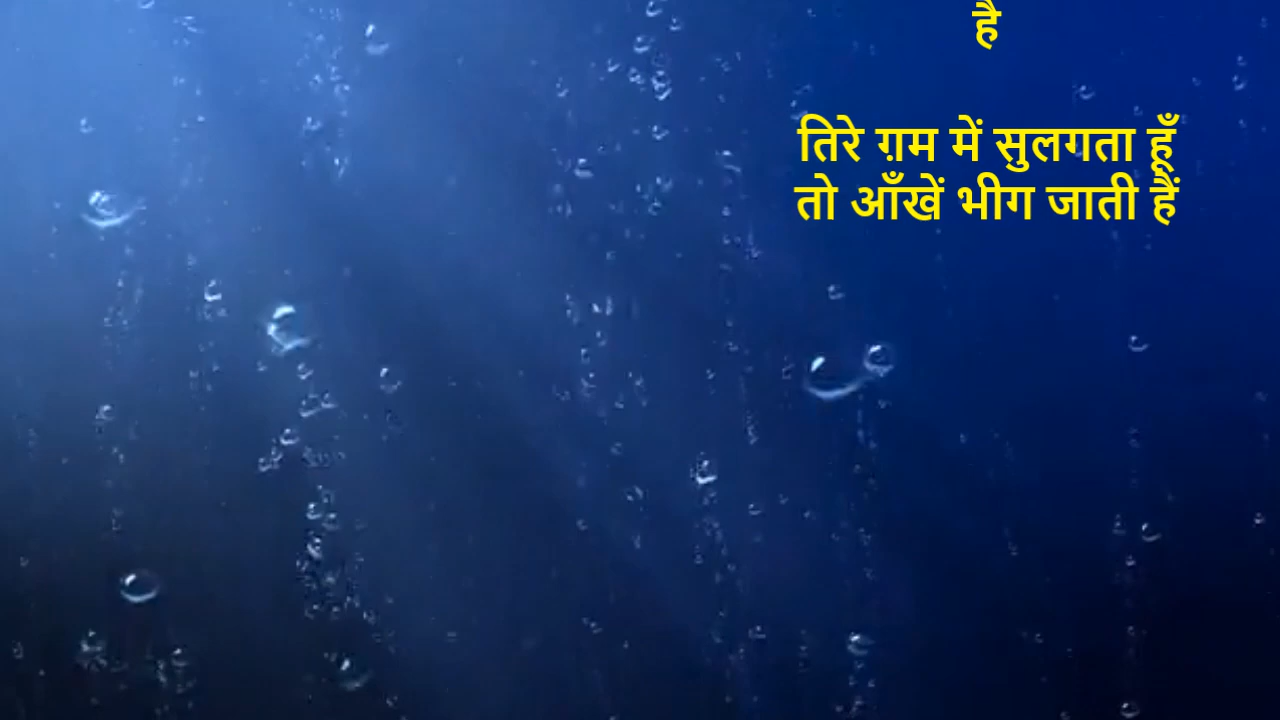 है
तिरे ग़म में सुलगता हूँ
तो आँखें भीग जाती हैं